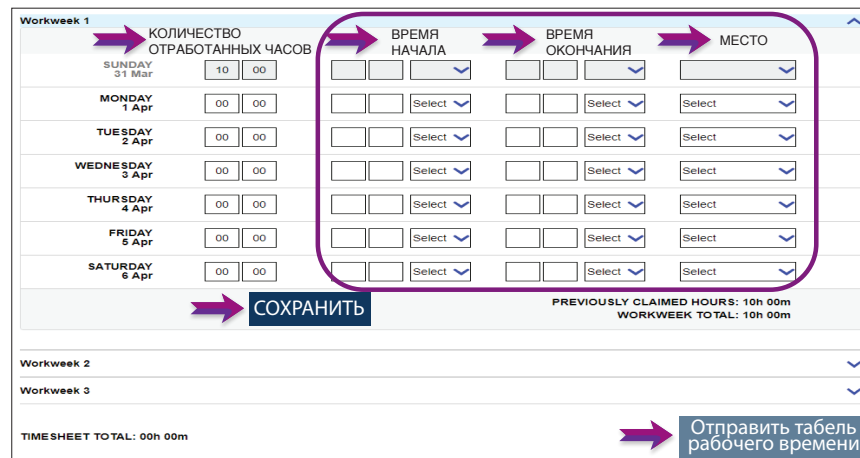 Workweek 1
КОЛИЧЕСТВО
ОТРАБОТАННЫХ ЧАСОВ
ВРЕМЯ
НАЧАЛА
ВРЕМЯ
ОКОНЧАНИЯ
МЕСТО
SUNDAY
31 Mar
10 00
MONDAY
1 Apr
00 00 Select Select Select
TUESDAY
2 Apr
00 00 Select Select Select
WEDNESDAY
3 Apr
00 00 Select Select Select
THURSDAY
4 Apr
00 00 Select Select Select
FRIDAY
5 Apr
00 00 Select Select Select
SATURDAY
6 Apr
00 00 Select Select Select
СОХРАНИТЬ
PREVIOUSLY CLAIMED HOURS: 10h 00m
WORKWEEK TOTAL: 10h 00m
Workweek 2
Workweek 3
TIMESHEET TOTAL: 00h 00m
Отправить табель
рабочего времени